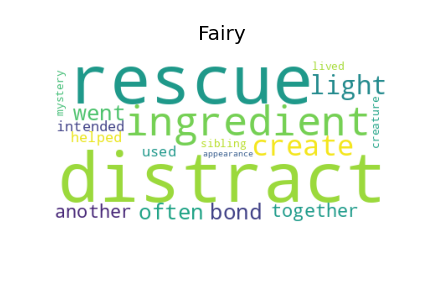 Fairy
lived
rescue
light
mystery
creature
went
ingredient
intended
helped
sibling
create
used
appearance
distract
another
often
bond
together